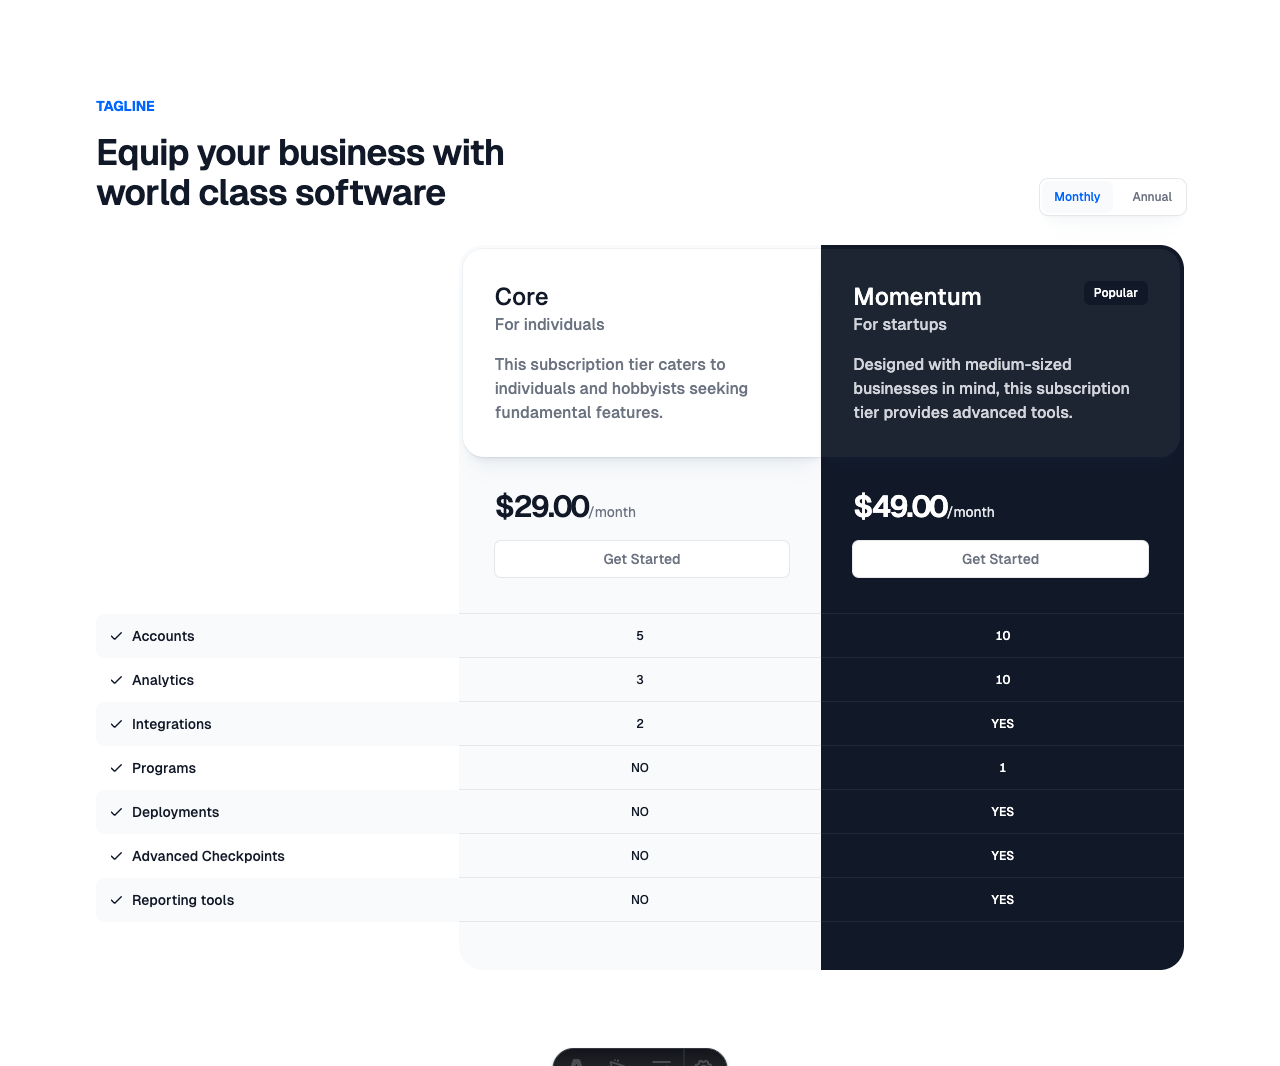 TAGLINE
Equip your business with
world class software
Monthly
Annual
Core
For individuals
This subscription tier caters to
individuals and hobbyists seeking
fundamental features.
$29.00/month
Get Started
Momentum
Popular
For startups
Designed with medium-sized
businesses in mind, this subscription
tier provides advanced tools.
$49.00/month
Get Started
Accounts 5 10
Analytics 3 10
Integrations 2 YES
Programs NO 1
Deployments NO YES
Advanced Checkpoints NO YES
Reporting tools NO YES